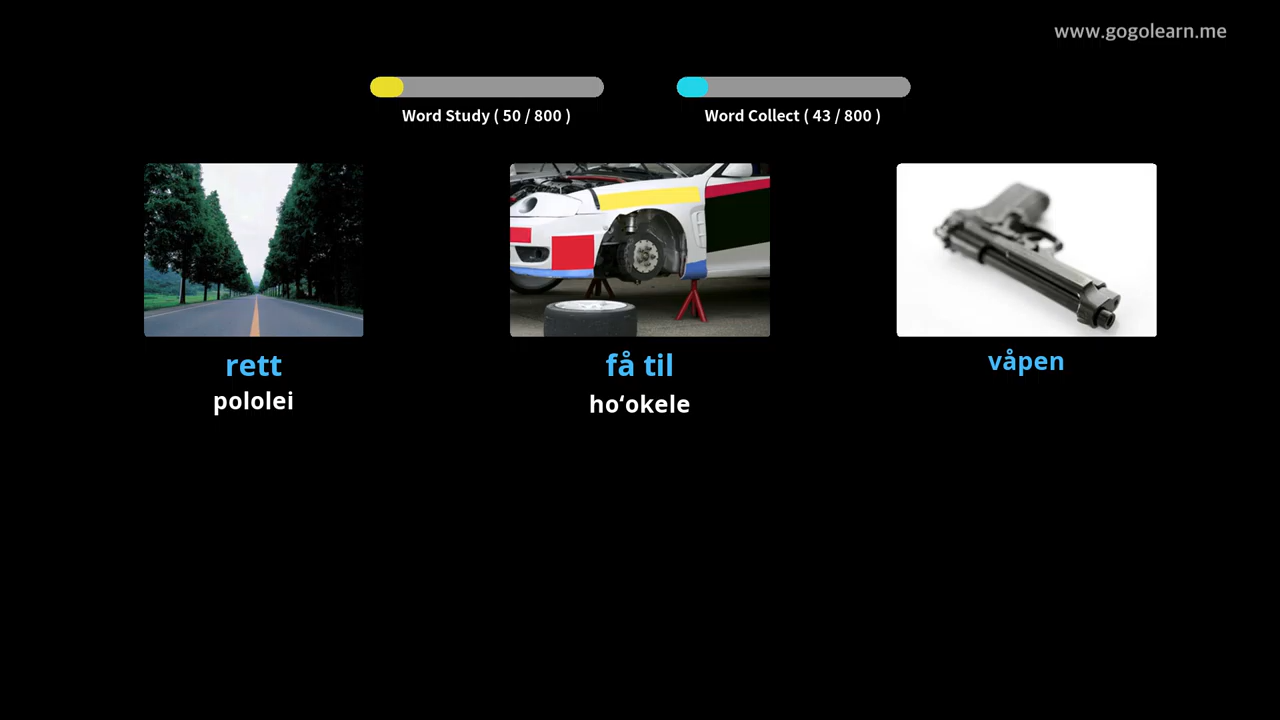 www.gogolearn.me
Word Study ( 50 / 800 )
Word Collect ( 43 / 800 )
rett
pololei
få til
hoʻokele
våpen